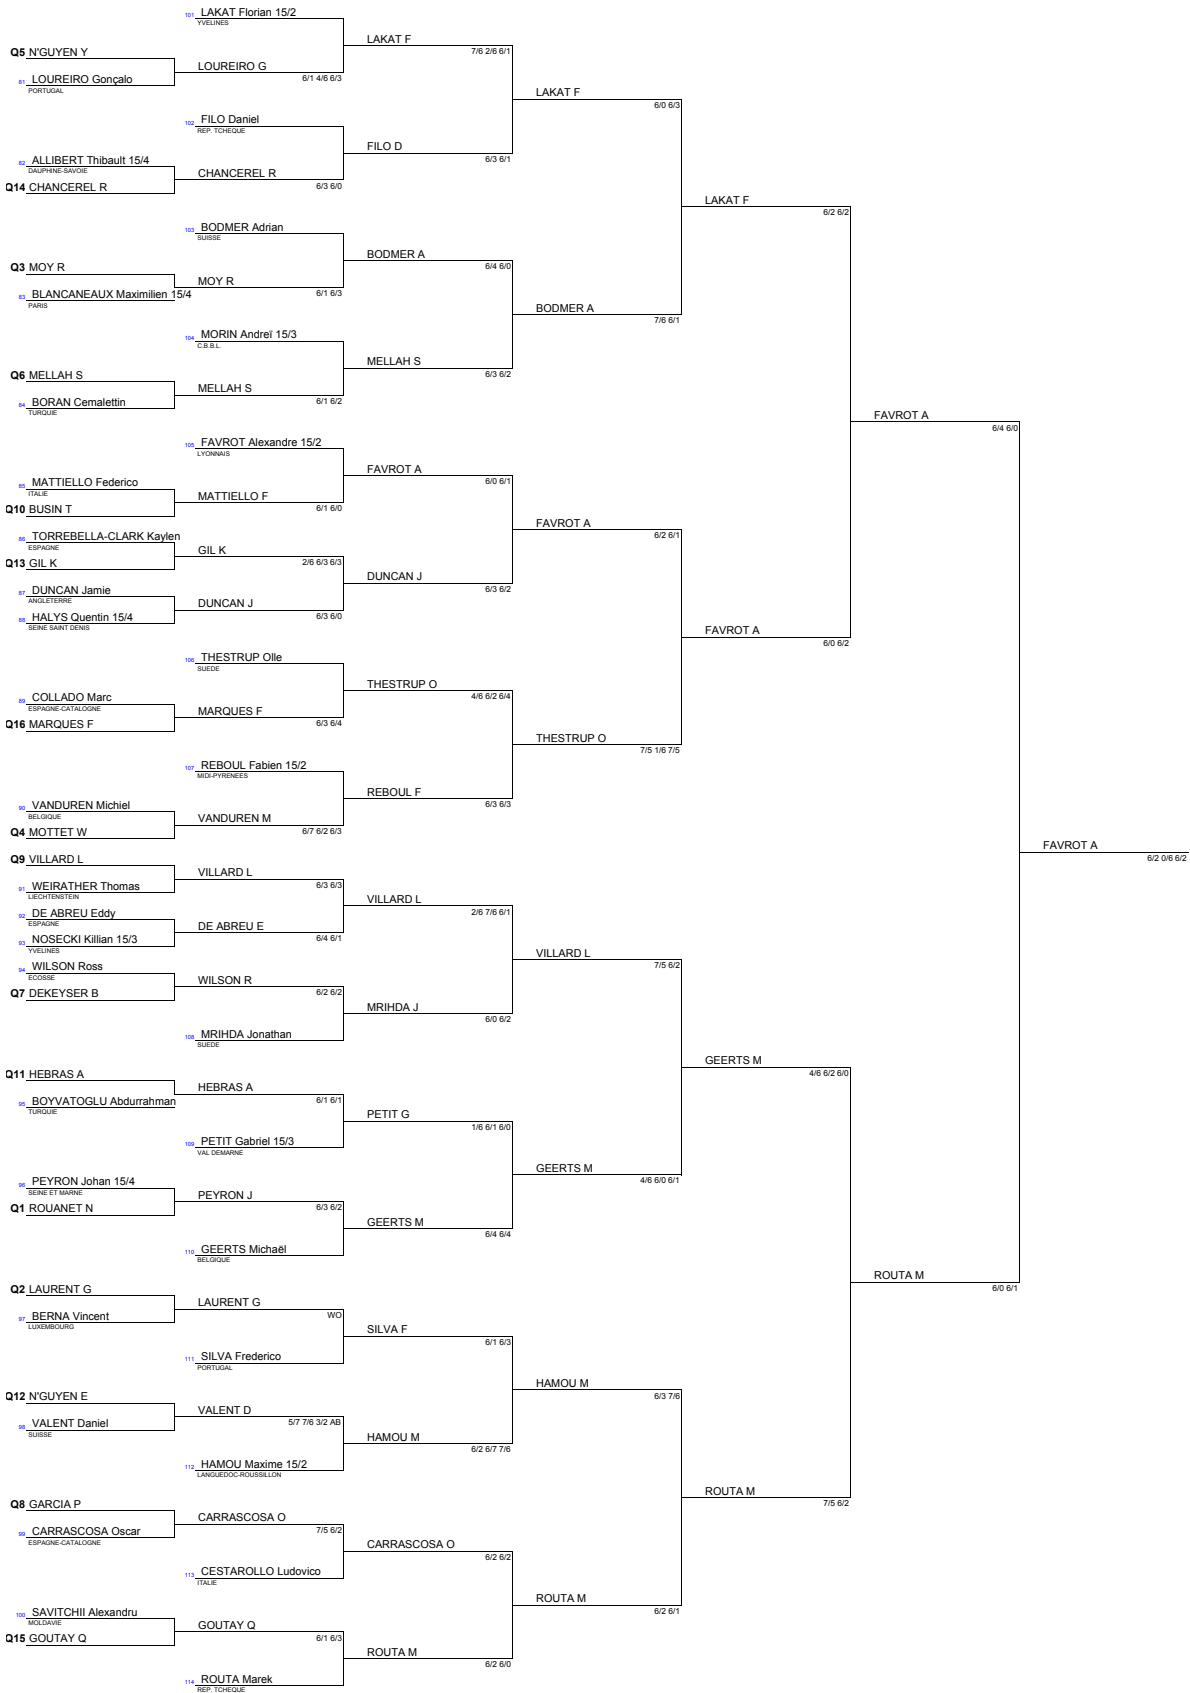 101 LAKAT Florian 15/2
YVELINES
LAKAT F
7/6 2/6 6/1
Q5 N'GUYEN Y
LOUREIRO G
6/1 4/6 6/3
81 LOUREIRO Gonçalo
PORTUGAL
LAKAT F
6/0 6/3
102 FILO Daniel
REP. TCHEQUE
FILO D
6/3 6/1
82 ALLIBERT Thibault 15/4
DAUPHINE-SAVOIE
CHANCEREL R
6/3 6/0
Q14 CHANCEREL R
LAKAT F
6/2 6/2
103 BODMER Adrian
SUISSE
BODMER A
6/4 6/0
Q3 MOY R
MOY R
6/1 6/3
83 BLANCANEAUX Maximilien 15/4
PARIS
BODMER A
7/6 6/1
104 MORIN Andreï 15/3
C.B.B.L.
MELLAH S
6/3 6/2
Q6 MELLAH S
MELLAH S
6/1 6/2
84 BORAN Cemalettin
TURQUIE
FAVROT A
6/4 6/0
105 FAVROT Alexandre 15/2
LYONNAIS
FAVROT A
6/0 6/1
85 MATTIELLO Federico
ITALIE
MATTIELLO F
6/1 6/0
Q10 BUSIN T
FAVROT A
6/2 6/1
86 TORREBELLA-CLARK Kaylen
ESPAGNE
GIL K
2/6 6/3 6/3
Q13 GIL K
DUNCAN J
6/3 6/2
87 DUNCAN Jamie
ANGLETERRE
DUNCAN J
6/3 6/0
88 HALYS Quentin 15/4
SEINE SAINT DENIS
FAVROT A
6/0 6/2
106 THESTRUP Olle
SUEDE
THESTRUP O
4/6 6/2 6/4
89 COLLADO Marc
ESPAGNE-CATALOGNE
MARQUES F
6/3 6/4
Q16 MARQUES F
THESTRUP O
7/5 1/6 7/5
107 REBOUL Fabien 15/2
MIDI-PYRENEES
REBOUL F
6/3 6/3
90 VANDUREN Michiel
BELGIQUE
VANDUREN M
6/7 6/2 6/3
Q4 MOTTET W
FAVROT A
6/2 0/6 6/2
Q9 VILLARD L
VILLARD L
6/3 6/3
91 WEIRATHER Thomas
LIECHTENSTEIN
VILLARD L
2/6 7/6 6/1
92 DE ABREU Eddy
ESPAGNE
DE ABREU E
6/4 6/1
93 NOSECKI Killian 15/3
YVELINES
VILLARD L
7/5 6/2
94 WILSON Ross
ECOSSE
WILSON R
6/2 6/2
Q7 DEKEYSER B
MRIHDA J
6/0 6/2
108 MRIHDA Jonathan
SUEDE
GEERTS M
4/6 6/2 6/0
Q11 HEBRAS A
HEBRAS A
6/1 6/1
95 BOYVATOGLU Abdurrahman
TURQUIE
PETIT G
1/6 6/1 6/0
109 PETIT Gabriel 15/3
VAL DEMARNE
GEERTS M
4/6 6/0 6/1
96 PEYRON Johan 15/4
SEINE ET MARNE
PEYRON J
6/3 6/2
Q1 ROUANET N
GEERTS M
6/4 6/4
110 GEERTS Michaël
BELGIQUE
ROUTA M
6/0 6/1
Q2 LAURENT G
LAURENT G
WO
97 BERNA Vincent
LUXEMBOURG
SILVA F
6/1 6/3
111 SILVA Frederico
PORTUGAL
HAMOU M
6/3 7/6
Q12 N'GUYEN E
VALENT D
5/7 7/6 3/2 AB
98 VALENT Daniel
SUISSE
HAMOU M
6/2 6/7 7/6
112 HAMOU Maxime 15/2
LANGUEDOC-ROUSSILLON
ROUTA M
7/5 6/2
Q8 GARCIA P
CARRASCOSA O
7/5 6/2
99 CARRASCOSA Oscar
ESPAGNE-CATALOGNE
CARRASCOSA O
6/2 6/2
113 CESTAROLLO Ludovico
ITALIE
ROUTA M
6/2 6/1
100 SAVITCHII Alexandru
MOLDAVIE
GOUTAY Q
6/1 6/3
Q15 GOUTAY Q
ROUTA M
6/2 6/0
114 ROUTA Marek
REP. TCHEQUE